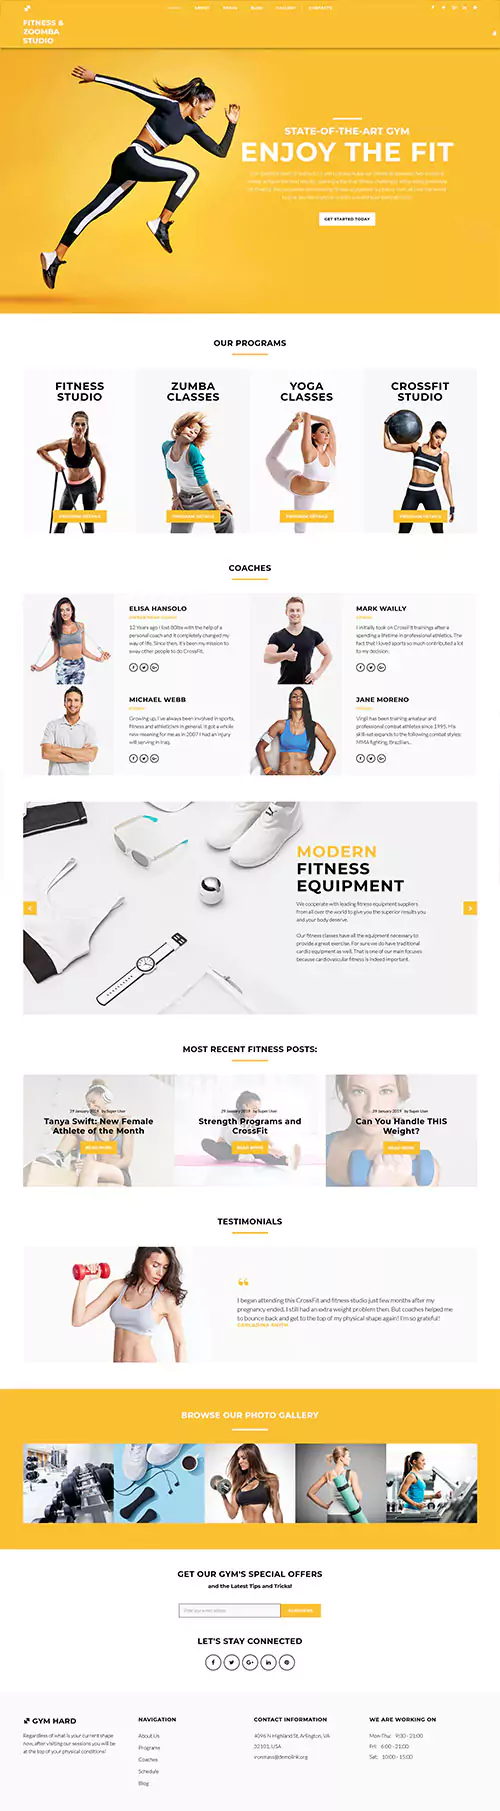 FITNESS &
ZOOMBA
STUDIO
HOME ABOUT BLOG GALLERY CONTACTS
STATE-OF-THE-ART GYM
ENJOY THE FIT
GET STARTED TODAY
OUR PROGRAMS
FITNESS
STUDIO
ZUMBA
CLASSES
YOGA
CLASSES
CROSSFIT
STUDIO
PROGRAM DETAILS
PROGRAM DETAILS
PROGRAM DETAILS
PROGRAM DETAILS
COACHES
ELISA HANSOLO
12 Years ago I lost 80lbs with the help of a
personal coach and it completely changed my
way of life. Since then, it's been my mission to
sway other people to do CrossFit.
MARK WAILLY
I initially took on CrossFit trainings after a
spending a lifetime in professional athletics. The
fact that I loved sports so much contributed a lot
to my decision.
MICHAEL WEBB
Growing up, I've always been involved in sports,
fitness and athleticism in general. It got a whole
new meaning for me as in 2007 I had an injury
will serving in Iraq.
JANE MORENO
Virgil has been training amateur and
professional combat athletes since 1995. His
skill-set expands to the following combat styles:
MMA fighting, Brazilian...
MODERN
FITNESS
EQUIPMENT
We cooperate with leading fitness equipment suppliers
from all over the world to give you the superior results you
and your body deserve.
Our fitness classes have all the equipment necessary to
provide a great exercise. For sure we do have traditional
cardio equipment as well. That is one of our main focuses
because cardiovascular fitness is indeed important.
MOST RECENT FITNESS POSTS:
29 January 2019 by Super User
Tanya Swift: New Female
Athlete of the Month
READ MORE
29 January 2019 by Super User
Strength Programs and
CrossFit
READ MORE
29 January 2019 by Super User
Can You Handle THIS
Weight?
READ MORE
TESTIMONIALS
I began attending this CrossFit and fitness studio just few months after my
pregnancy ended. I still had an extra weight problem then. But coaches helped me
to bounce back and get to the top of my physical shape again! I'm so grateful!
BROWSE OUR PHOTO GALLERY
GET OUR GYM'S SPECIAL OFFERS
and the Latest Tips and Tricks!
Enter your e-mail address
SUBSCRIBE
LET'S STAY CONNECTED
GYM HARD
Regardless of what is your current shape
now, after visiting our sessions you will be
at the top of your physical conditions!
NAVIGATION
About Us
Programs
Coaches
Schedule
Blog
CONTACT INFORMATION
4096 N Highland St, Arlington, VA
32101, USA
ironmass@demolink.org
WE ARE WORKING ON
Mon-Thu: 9:30 - 21:00
Fri: 6:00 - 21:00
Sat: 10:00 - 15:00